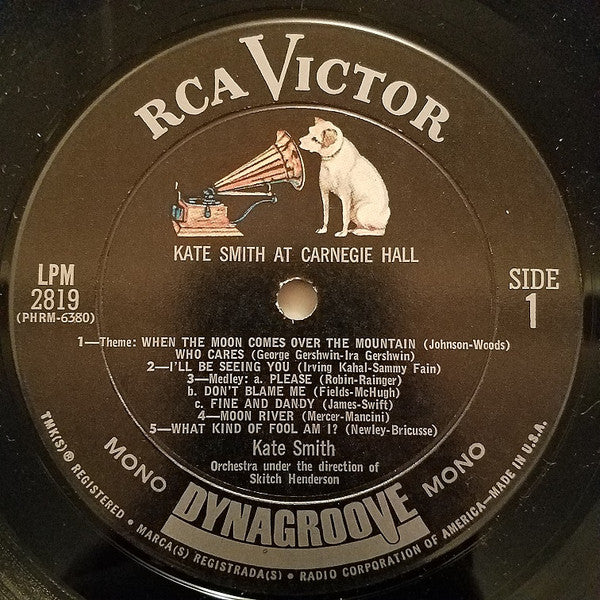 RCA VICTOR
KATE SMITH AT CARNEGIE HALL
LPM
2819
(PHRM-6380)
SIDE
1
1—Theme: WHEN THE MOON COMES OVER THE MOUNTAIN (Johnson-Woods)
WHO CARES (George Gershwin-Ira Gershwin)
2—I'LL BE SEEING YOU (Irving Kahal-Sammy Fain)
3—Medley: a. PLEASE (Robin-Rainger)
b. DON'T BLAME ME (Fields-McHugh)
c. FINE AND DANDY (James-Swift)
4—MOON RIVER (Mercer-Mancini)
5—WHAT KIND OF FOOL AM I? (Newley-Bricusse)
Kate Smith
Orchestra under the direction of
Skitch Henderson
MONO
DYNAGROOVE
MONO
TMK(S) ® REGISTERED • MARCA(S) REGISTRADA(S) • RADIO CORPORATION OF AMERICA—MADE IN U.S.A.